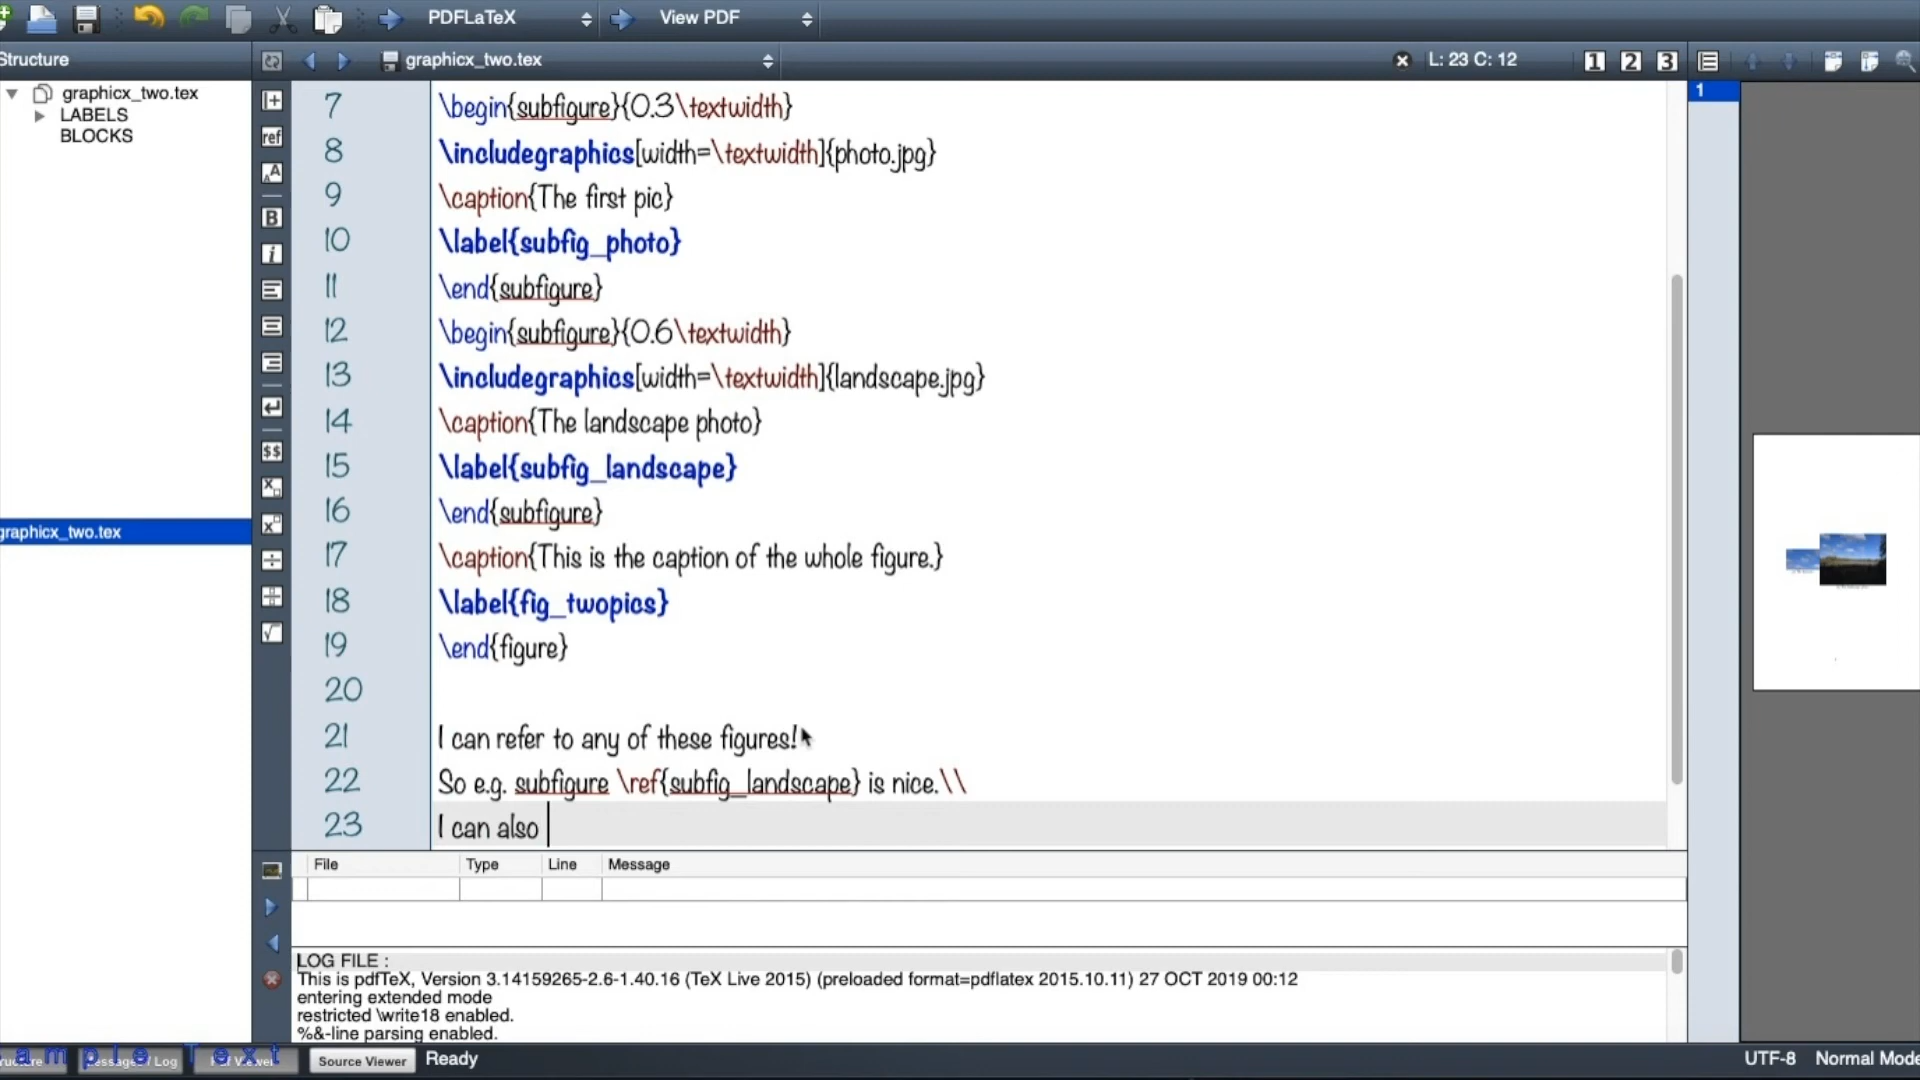 PDFLaTeX View PDF
Structure graphicx_two.tex L: 23 C: 12 1 2 3
graphicx_two.tex
LABELS
BLOCKS
graphicx_two.tex
7 \begin{subfigure}{0.3\textwidth}
8 \includegraphics[width=\textwidth]{photo.jpg}
9 \caption{The first pic}
10 \label{subfig_photo}
11 \end{subfigure}
12 \begin{subfigure}{0.6\textwidth}
13 \includegraphics[width=\textwidth]{landscape.jpg}
14 \caption{The landscape photo}
15 \label{subfig_landscape}
16 \end{subfigure}
17 \caption{This is the caption of the whole figure.}
18 \label{fig_twopics}
19 \end{figure}
20
21 I can refer to any of these figures!
22 So e.g. subfigure \ref{subfig_landscape} is nice.\\
23 I can also
1
File Type Line Message
LOG FILE :
This is pdfTeX, Version 3.14159265-2.6-1.40.16 (TeX Live 2015) (preloaded format=pdflatex 2015.10.11) 27 OCT 2019 00:12
entering extended mode
restricted \write18 enabled.
%&-line parsing enabled.
Source Viewer Ready UTF-8 Normal Mode